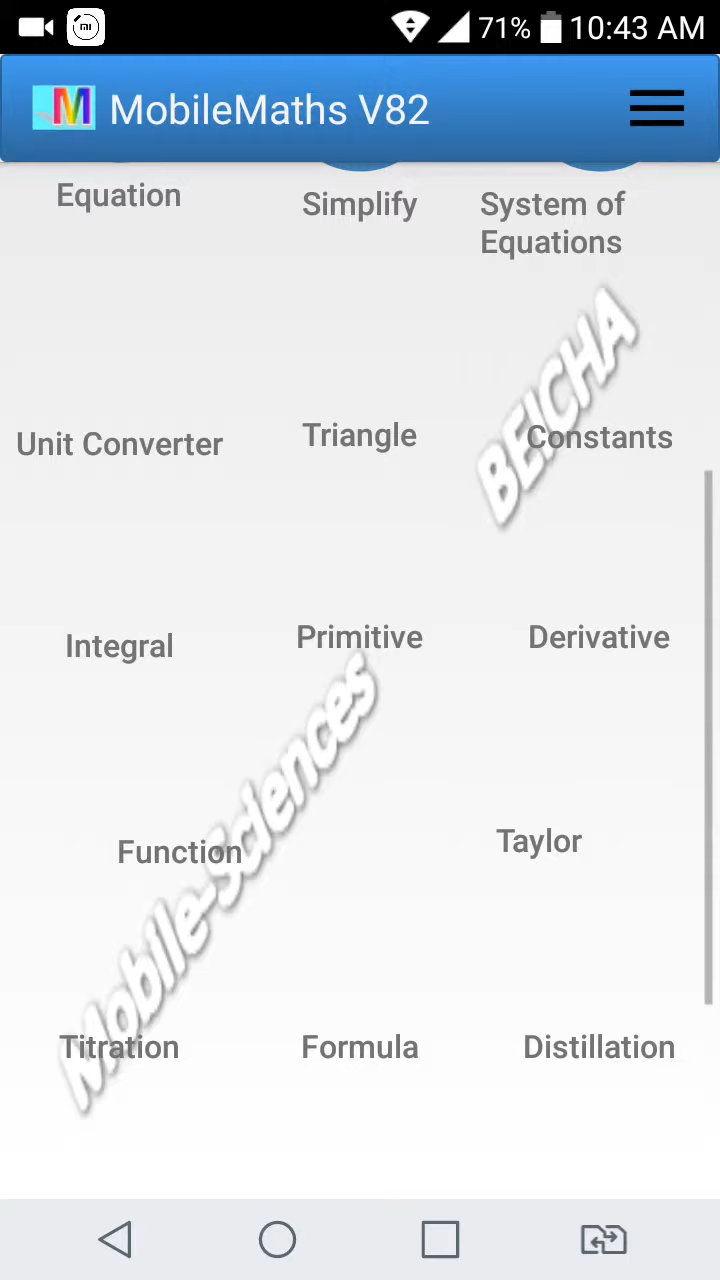 71% 10:43 AM
M MobileMaths V82
Equation Simplify System of
Equations
BEICHA
Unit Converter Triangle Constants
Integral Primitive Derivative
Mobile-Sciences
Function Taylor
Titration Formula Distillation